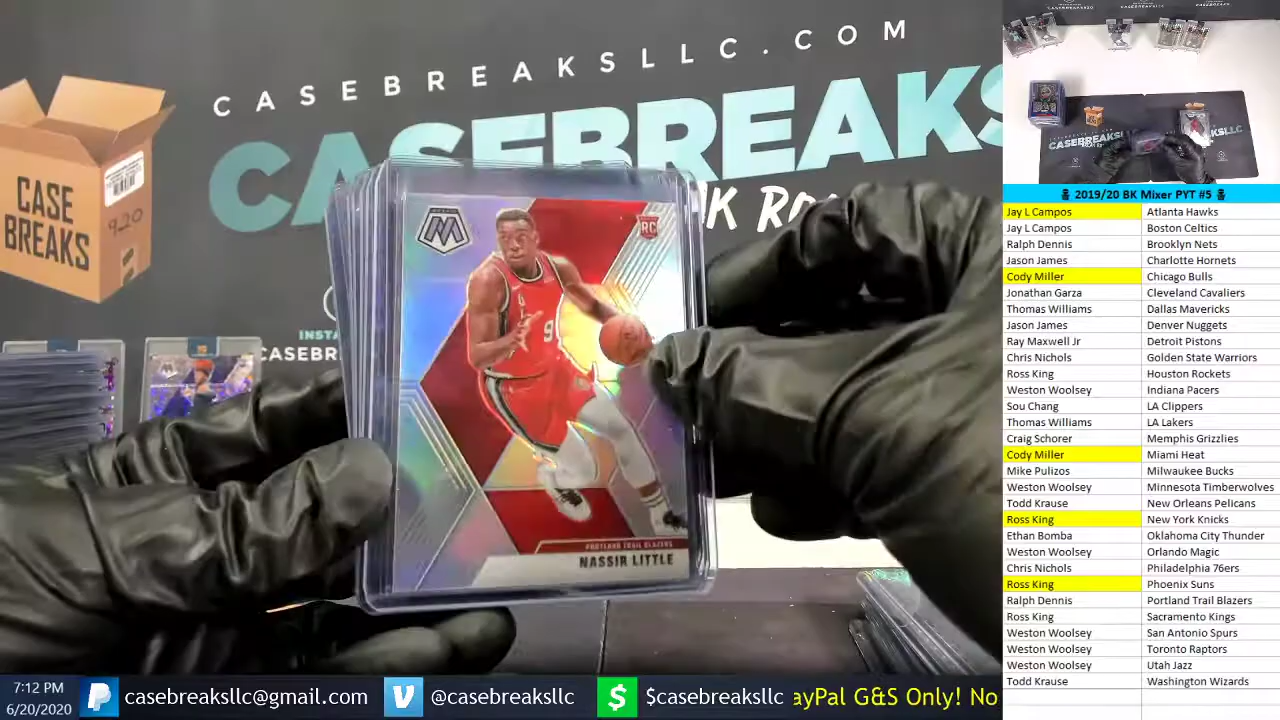 CASEBREAKSLLC.COM
CASEBREAKS
K R
CASE
BREAKS
920
INSTA
CASEBR
M
RC
9
PORTLAND TRAIL BLAZERS
NASSIR LITTLE
CASEBREAKSLLC
2019/20 BK Mixer PYT #5
Jay L Campos Atlanta Hawks
Jay L Campos Boston Celtics
Ralph Dennis Brooklyn Nets
Jason James Charlotte Hornets
Cody Miller Chicago Bulls
Jonathan Garza Cleveland Cavaliers
Thomas Williams Dallas Mavericks
Jason James Denver Nuggets
Ray Maxwell Jr Detroit Pistons
Chris Nichols Golden State Warriors
Ross King Houston Rockets
Weston Woolsey Indiana Pacers
Sou Chang LA Clippers
Thomas Williams LA Lakers
Craig Schorer Memphis Grizzlies
Cody Miller Miami Heat
Mike Pulizos Milwaukee Bucks
Weston Woolsey Minnesota Timberwolves
Todd Krause New Orleans Pelicans
Ross King New York Knicks
Ethan Bomba Oklahoma City Thunder
Weston Woolsey Orlando Magic
Chris Nichols Philadelphia 76ers
Ross King Phoenix Suns
Ralph Dennis Portland Trail Blazers
Ross King Sacramento Kings
Weston Woolsey San Antonio Spurs
Weston Woolsey Toronto Raptors
Weston Woolsey Utah Jazz
Todd Krause Washington Wizards
7:12 PM
6/20/2020
casebreaksllc@gmail.com @casebreaksllc $casebreaksllc ayPal G&S Only! No